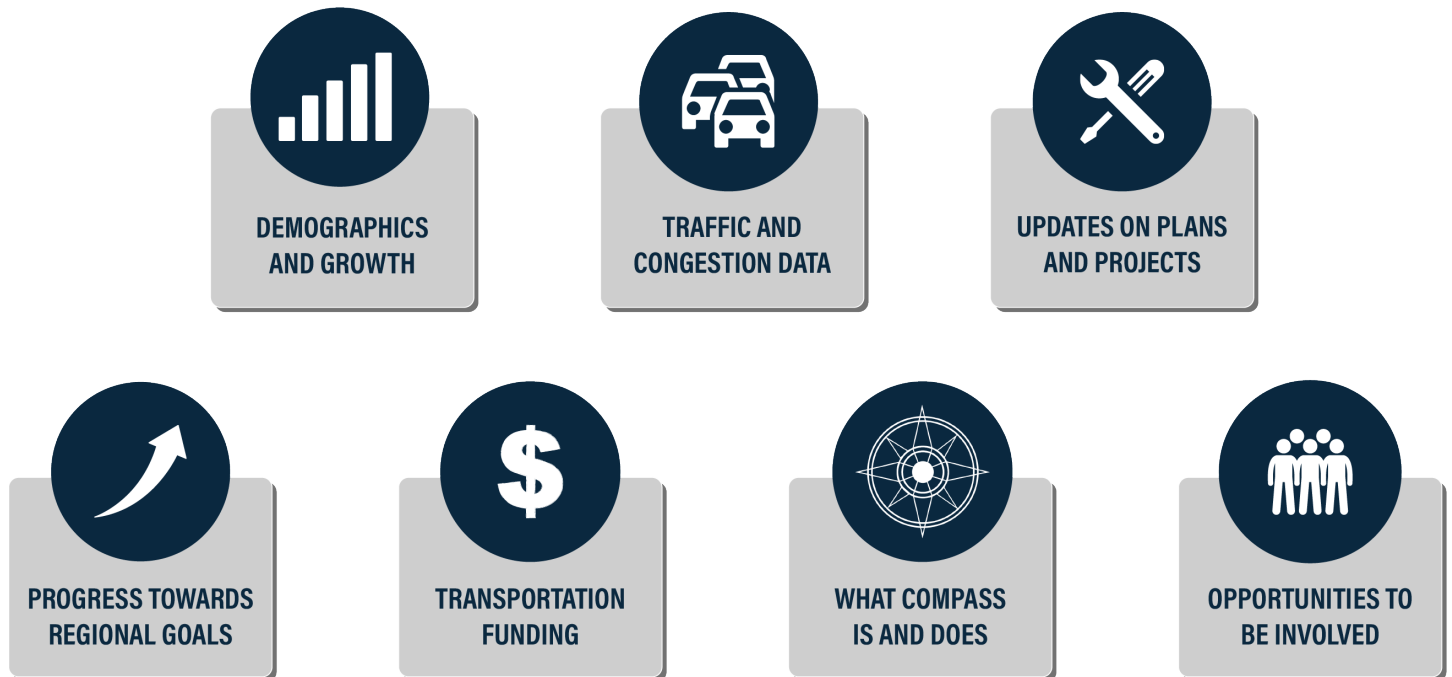 DEMOGRAPHICS
AND GROWTH
TRAFFIC AND
CONGESTION DATA
UPDATES ON PLANS
AND PROJECTS
PROGRESS TOWARDS
REGIONAL GOALS
$
TRANSPORTATION
FUNDING
WHAT COMPASS
IS AND DOES
OPPORTUNITIES TO
BE INVOLVED